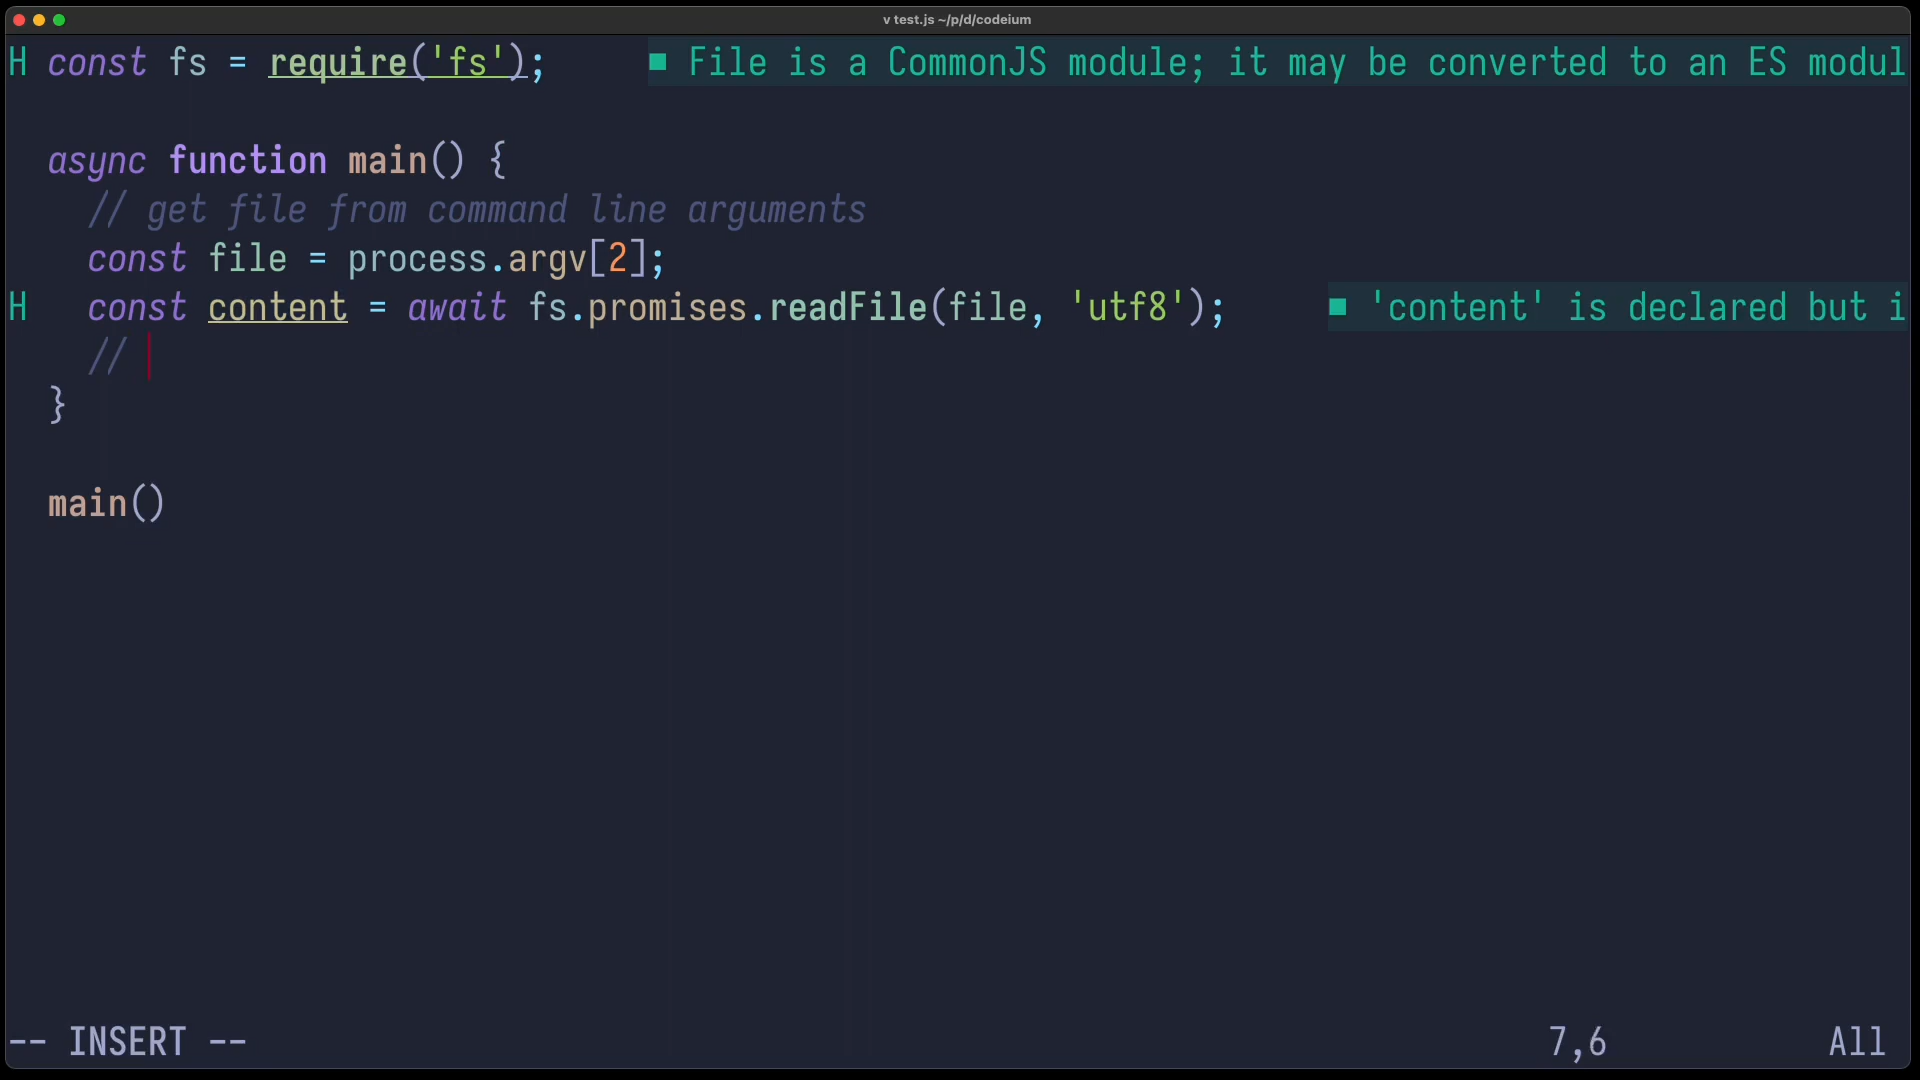 v test.js ~/p/d/codeium
H const fs = require('fs'); ■ File is a CommonJS module; it may be converted to an ES modul
async function main() {
// get file from command line arguments
const file = process.argv[2];
H const content = await fs.promises.readFile(file, 'utf8'); ■ 'content' is declared but i
//
}
main()
-- INSERT -- 7,6 All